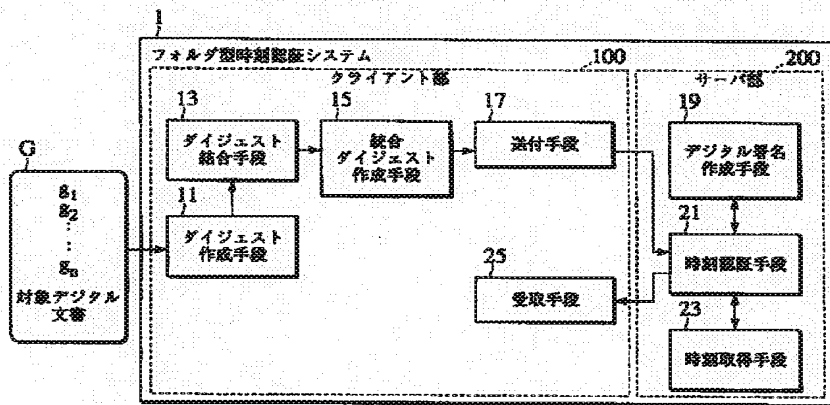 1
フォルダ型時刻認証システム
100
200
クライアント部
サーバ部
13
15
17
19
ダイジェスト
結合手段
統合
ダイジェスト
作成手段
送付手段
デジタル署名
作成手段
G
g1
g2
:
:
gn
対象デジタル
文書
11
ダイジェスト
作成手段
21
時刻認証手段
25
受取手段
23
時刻取得手段